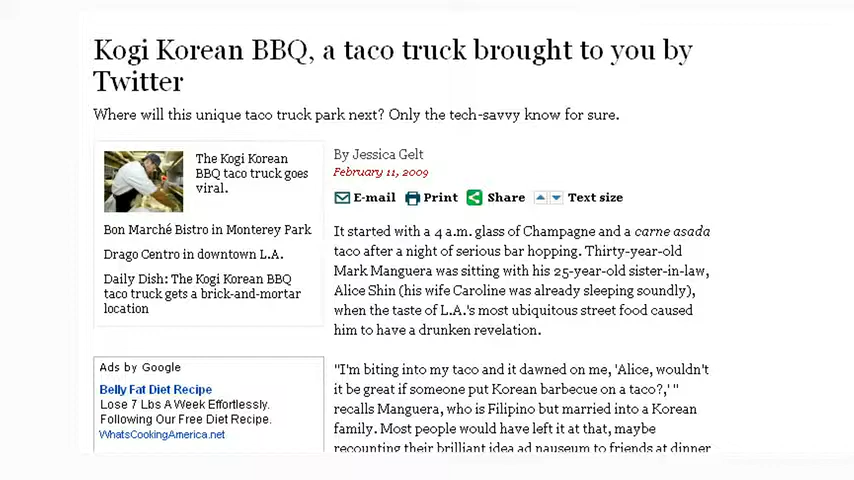 Kogi Korean BBQ, a taco truck brought to you by
Twitter
Where will this unique taco truck park next? Only the tech-savvy know for sure.
The Kogi Korean
BBQ taco truck goes
viral.
Bon Marché Bistro in Monterey Park
Drago Centro in downtown L.A.
Daily Dish: The Kogi Korean BBQ
taco truck gets a brick-and-mortar
location
Ads by Google
Belly Fat Diet Recipe
Lose 7 Lbs A Week Effortlessly.
Following Our Free Diet Recipe.
WhatsCookingAmerica.net
By Jessica Gelt
February 11, 2009
E-mail Print Share Text size
It started with a 4 a.m. glass of Champagne and a carne asada
taco after a night of serious bar hopping. Thirty-year-old
Mark Manguera was sitting with his 25-year-old sister-in-law,
Alice Shin (his wife Caroline was already sleeping soundly),
when the taste of L.A.'s most ubiquitous street food caused
him to have a drunken revelation.
"I'm biting into my taco and it dawned on me, 'Alice, wouldn't
it be great if someone put Korean barbecue on a taco?,' "
recalls Manguera, who is Filipino but married into a Korean
family. Most people would have left it at that, maybe
recounting their brilliant idea ad nauseum to friends at dinner